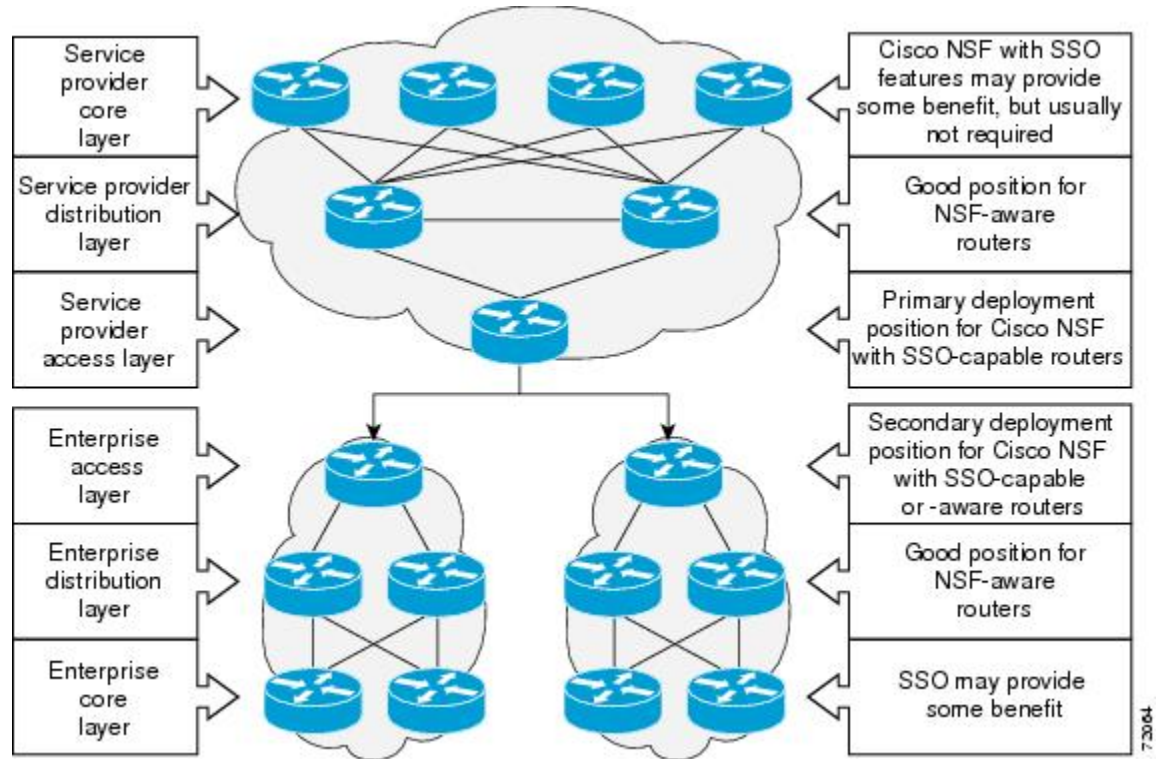 Service
provider
core
layer
Cisco NSF with SSO
features may provide
some benefit, but usually
not required
Service provider
distribution
layer
Good position for
NSF-aware
routers
Service
provider
access layer
Primary deployment
position for Cisco NSF
with SSO-capable routers
Enterprise
access
layer
Secondary deployment
position for Cisco NSF
with SSO-capable
or -aware routers
Enterprise
distribution
layer
Good position for
NSF-aware
routers
Enterprise
core
layer
SSO may provide
some benefit
72064